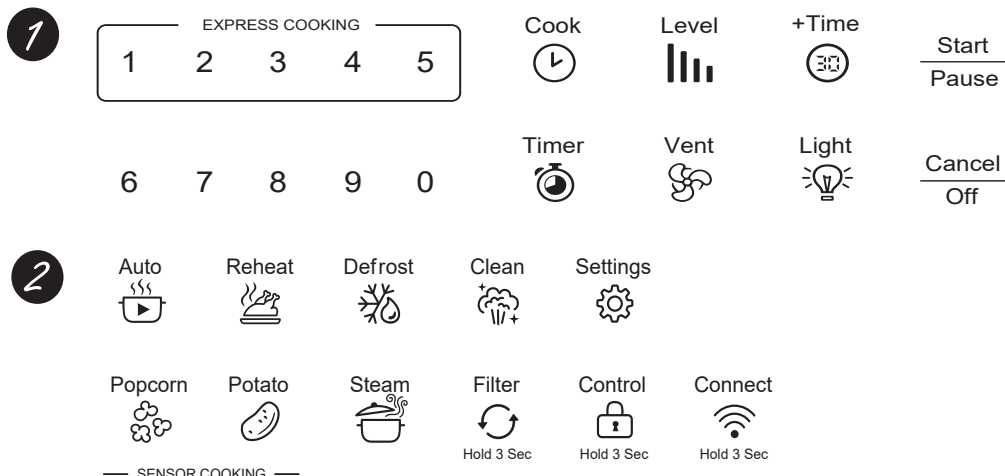 1
EXPRESS COOKING
1 2 3 4 5
Cook Level +Time
30
Start
Pause
6 7 8 9 0
Timer Vent Light
Cancel
Off
2
Auto Reheat Defrost Clean Settings
Popcorn Potato Steam Filter Control Connect
Hold 3 Sec Hold 3 Sec Hold 3 Sec
SENSOR COOKING